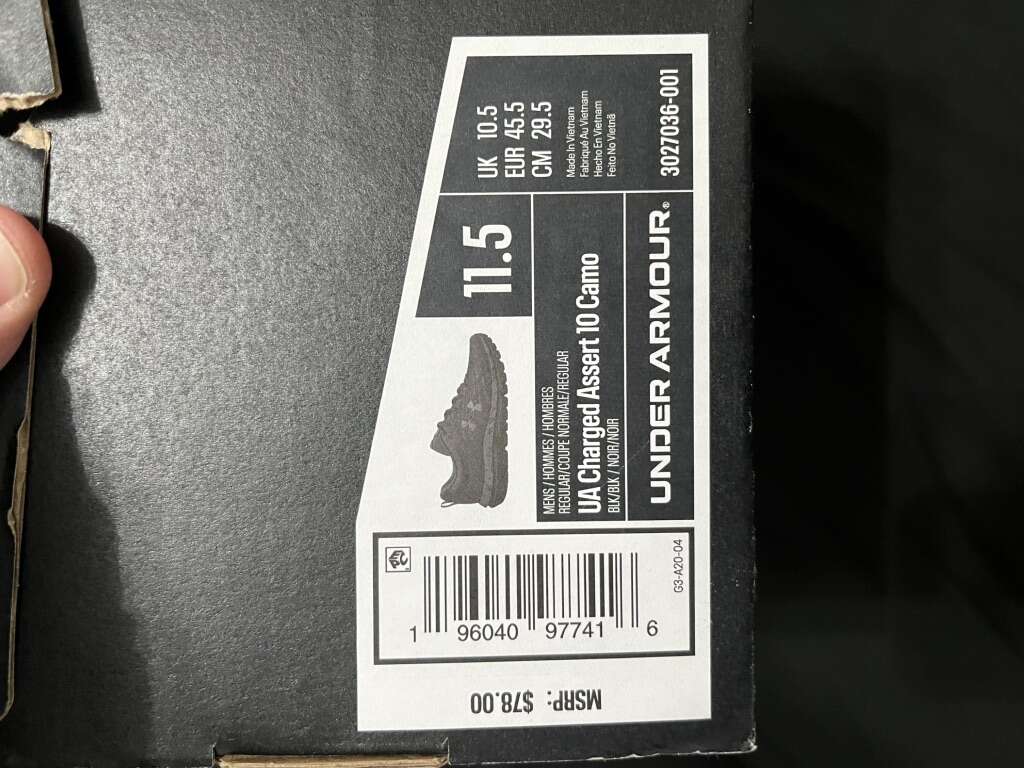 11.5
UK 10.5
EUR 45.5
CM 29.5
Made In Vietnam
Fabriqué Au Vietnam
Hecho En Vietnam
Feito No Vietnã
MENS / HOMMES / HOMBRES
REGULAR/COUPE NORMALE/REGULAR
UA Charged Assert 10 Camo
BLK/BLK / NOIR/NOIR
UNDER ARMOUR®
3027036-001
1 96040 97741 6
G3-A20-04
MSRP: $78.00